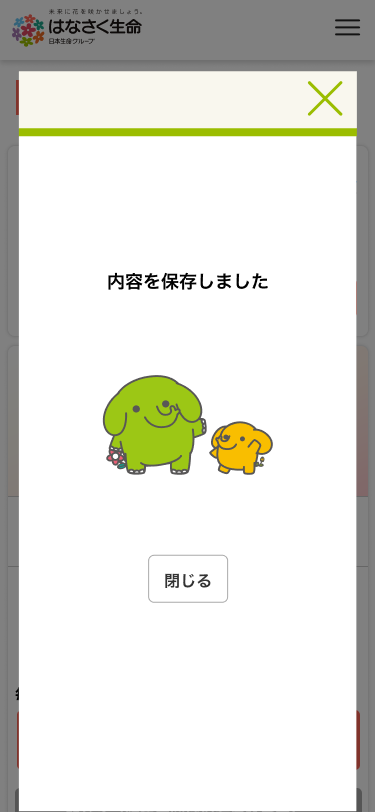 未来に花を咲かせましょう。
はなさく生命
日本生命グループ
内容を保存しました
閉じる